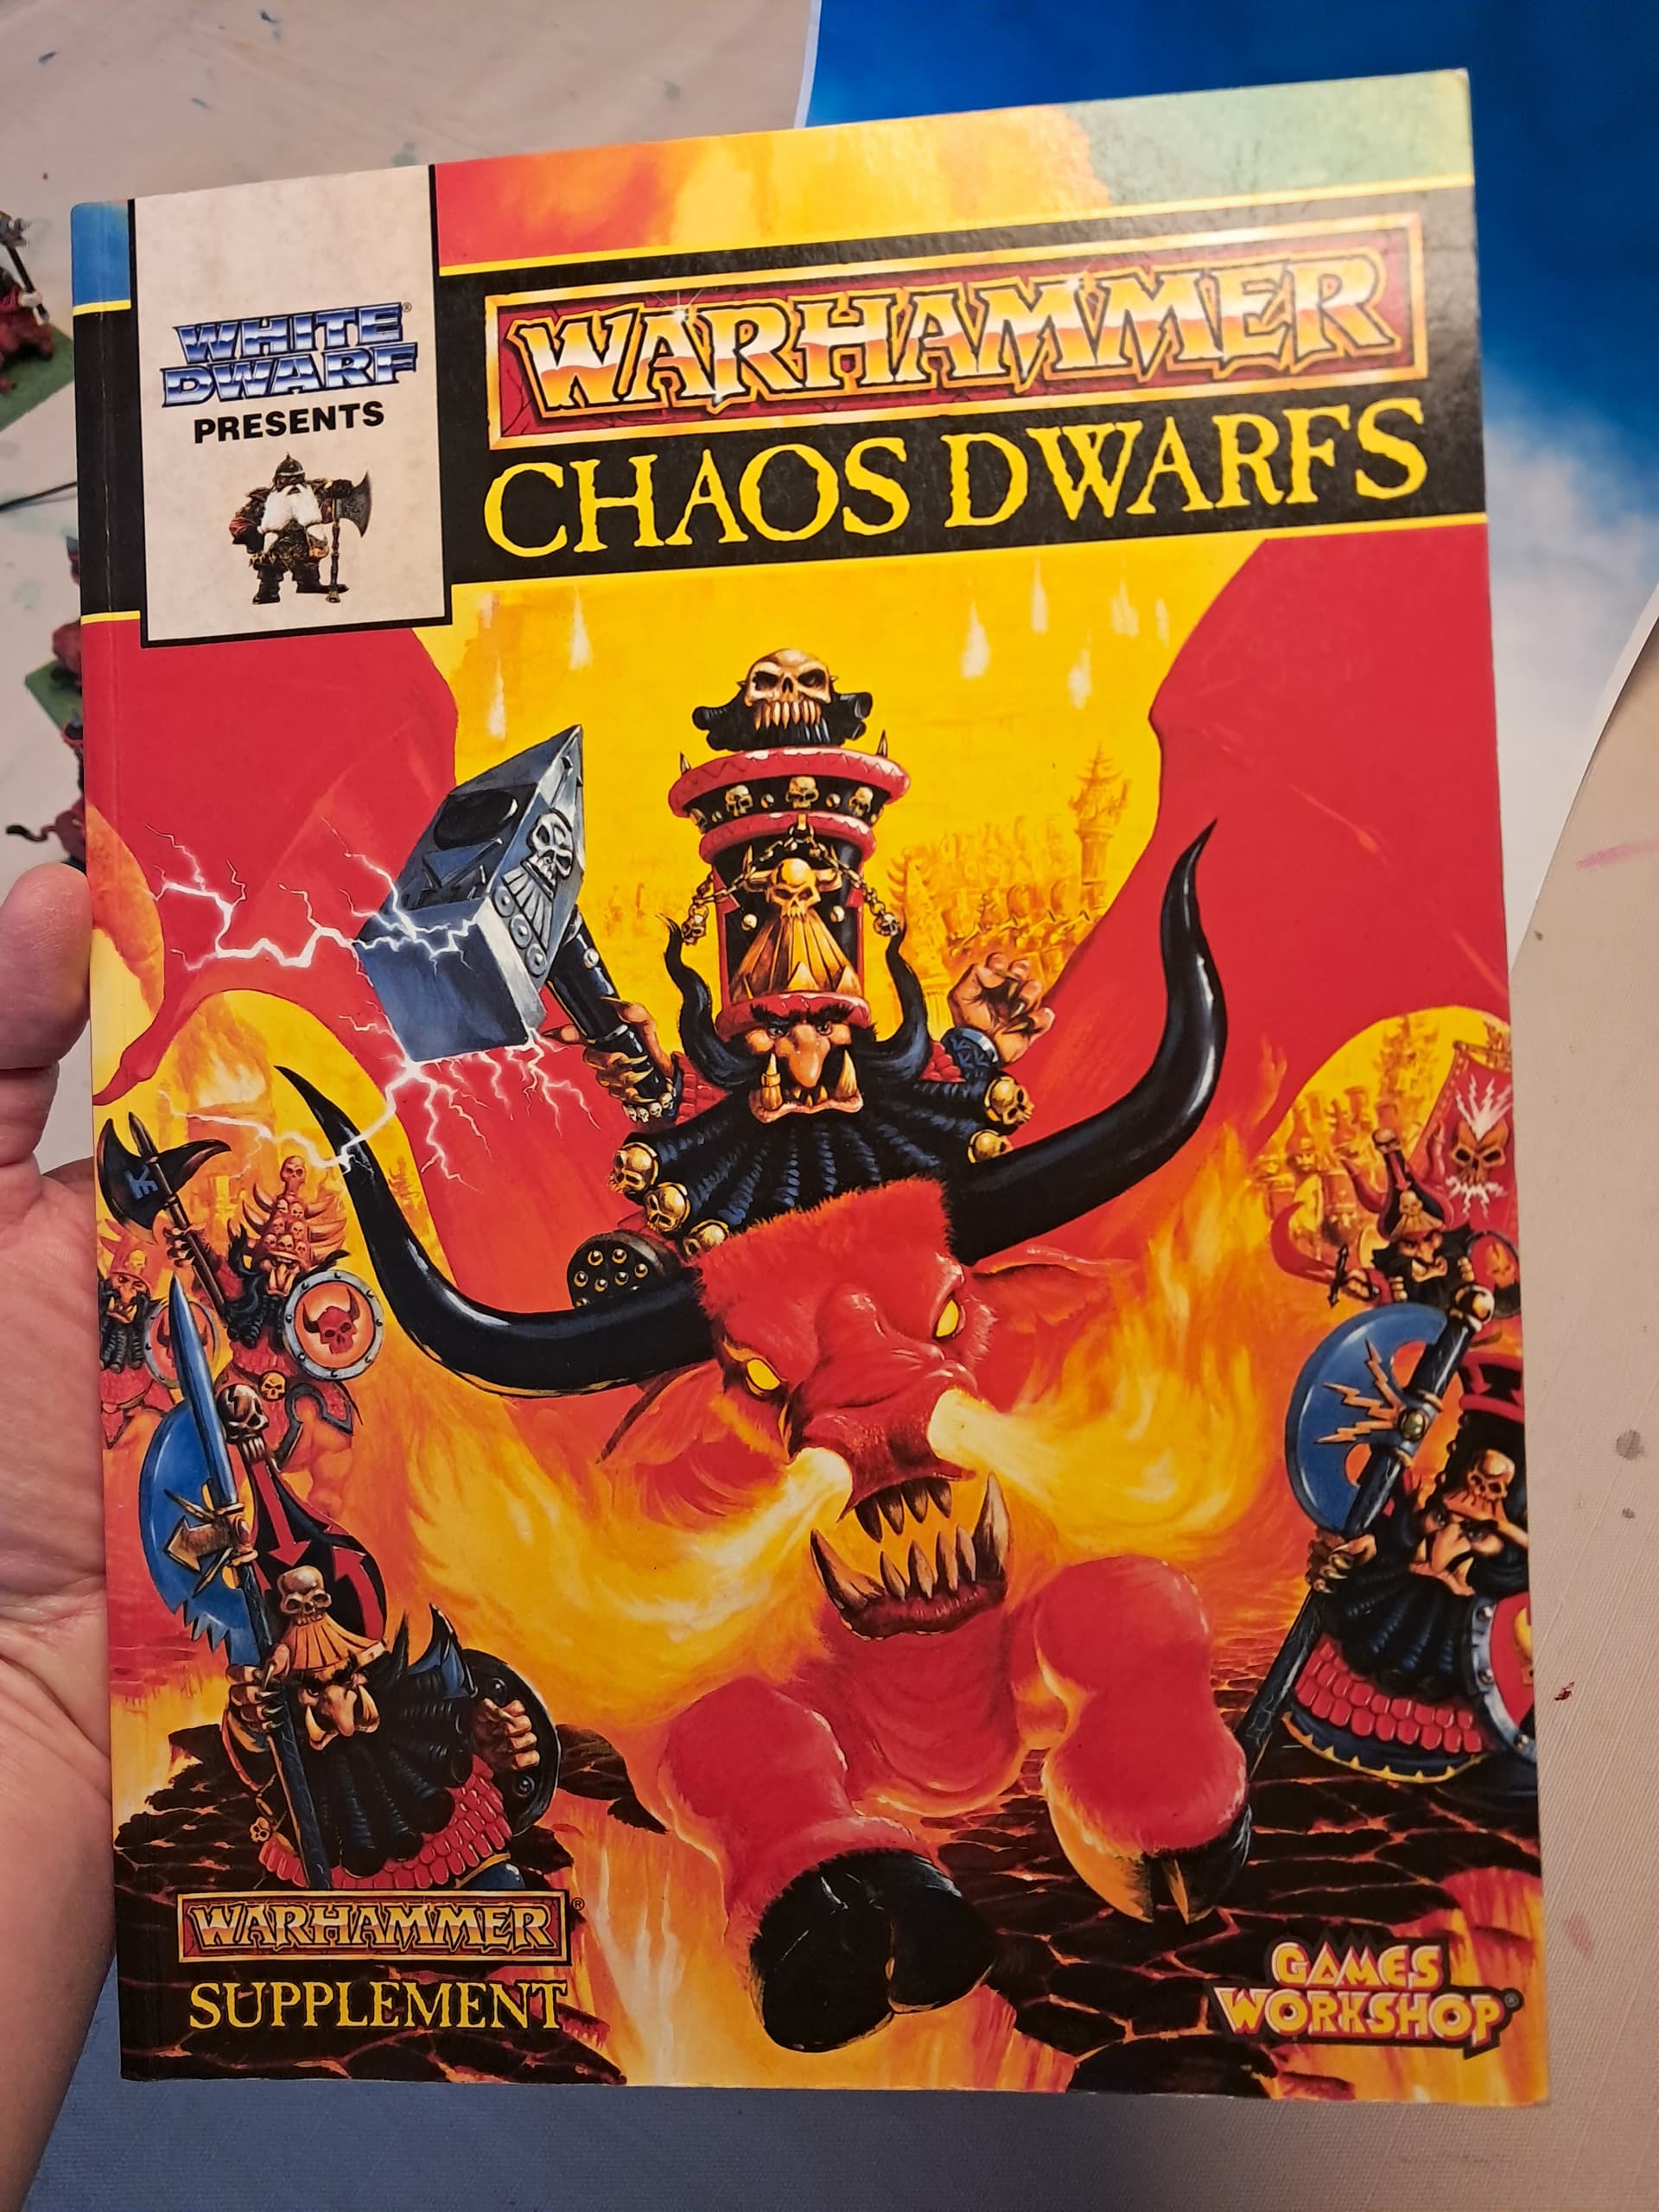 WHITE
DWARF®
PRESENTS
WARHAMMER
CHAOS DWARFS
WARHAMMER®
SUPPLEMENT
GAMES
WORKSHOP®